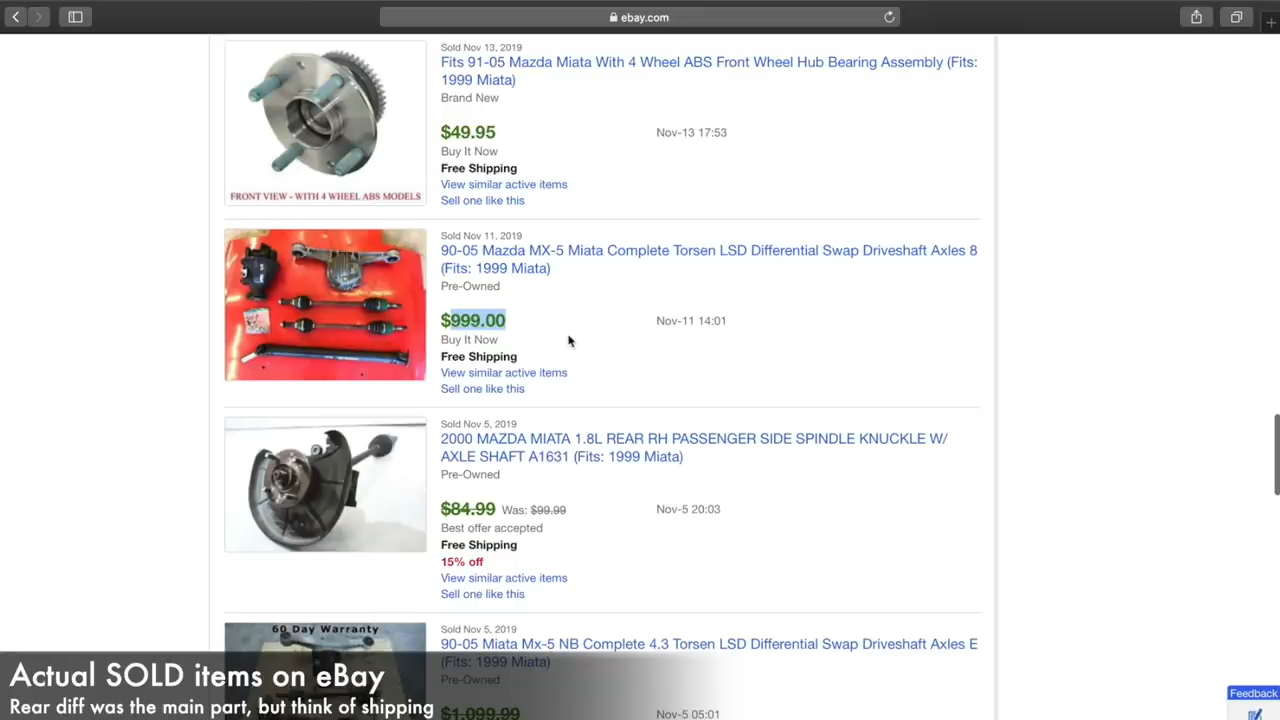 ebay.com
Sold Nov 13, 2019
Fits 91-05 Mazda Miata With 4 Wheel ABS Front Wheel Hub Bearing Assembly (Fits:
1999 Miata)
Brand New
$49.95
Nov-13 17:53
Buy It Now
Free Shipping
View similar active items
Sell one like this
FRONT VIEW - WITH 4 WHEEL ABS MODELS
Sold Nov 11, 2019
90-05 Mazda MX-5 Miata Complete Torsen LSD Differential Swap Driveshaft Axles 8
(Fits: 1999 Miata)
Pre-Owned
$999.00
Nov-11 14:01
Buy It Now
Free Shipping
View similar active items
Sell one like this
Sold Nov 5, 2019
2000 MAZDA MIATA 1.8L REAR RH PASSENGER SIDE SPINDLE KNUCKLE W/
AXLE SHAFT A1631 (Fits: 1999 Miata)
Pre-Owned
$84.99 Was: $99.99
Nov-5 20:03
Best offer accepted
Free Shipping
15% off
View similar active items
Sell one like this
60 Day Warranty
Sold Nov 5, 2019
90-05 Miata Mx-5 NB Complete 4.3 Torsen LSD Differential Swap Driveshaft Axles E
(Fits: 1999 Miata)
Pre-Owned
$1,099.99
Nov-5 05:01
Actual SOLD items on eBay
Rear diff was the main part, but think of shipping
Feedback